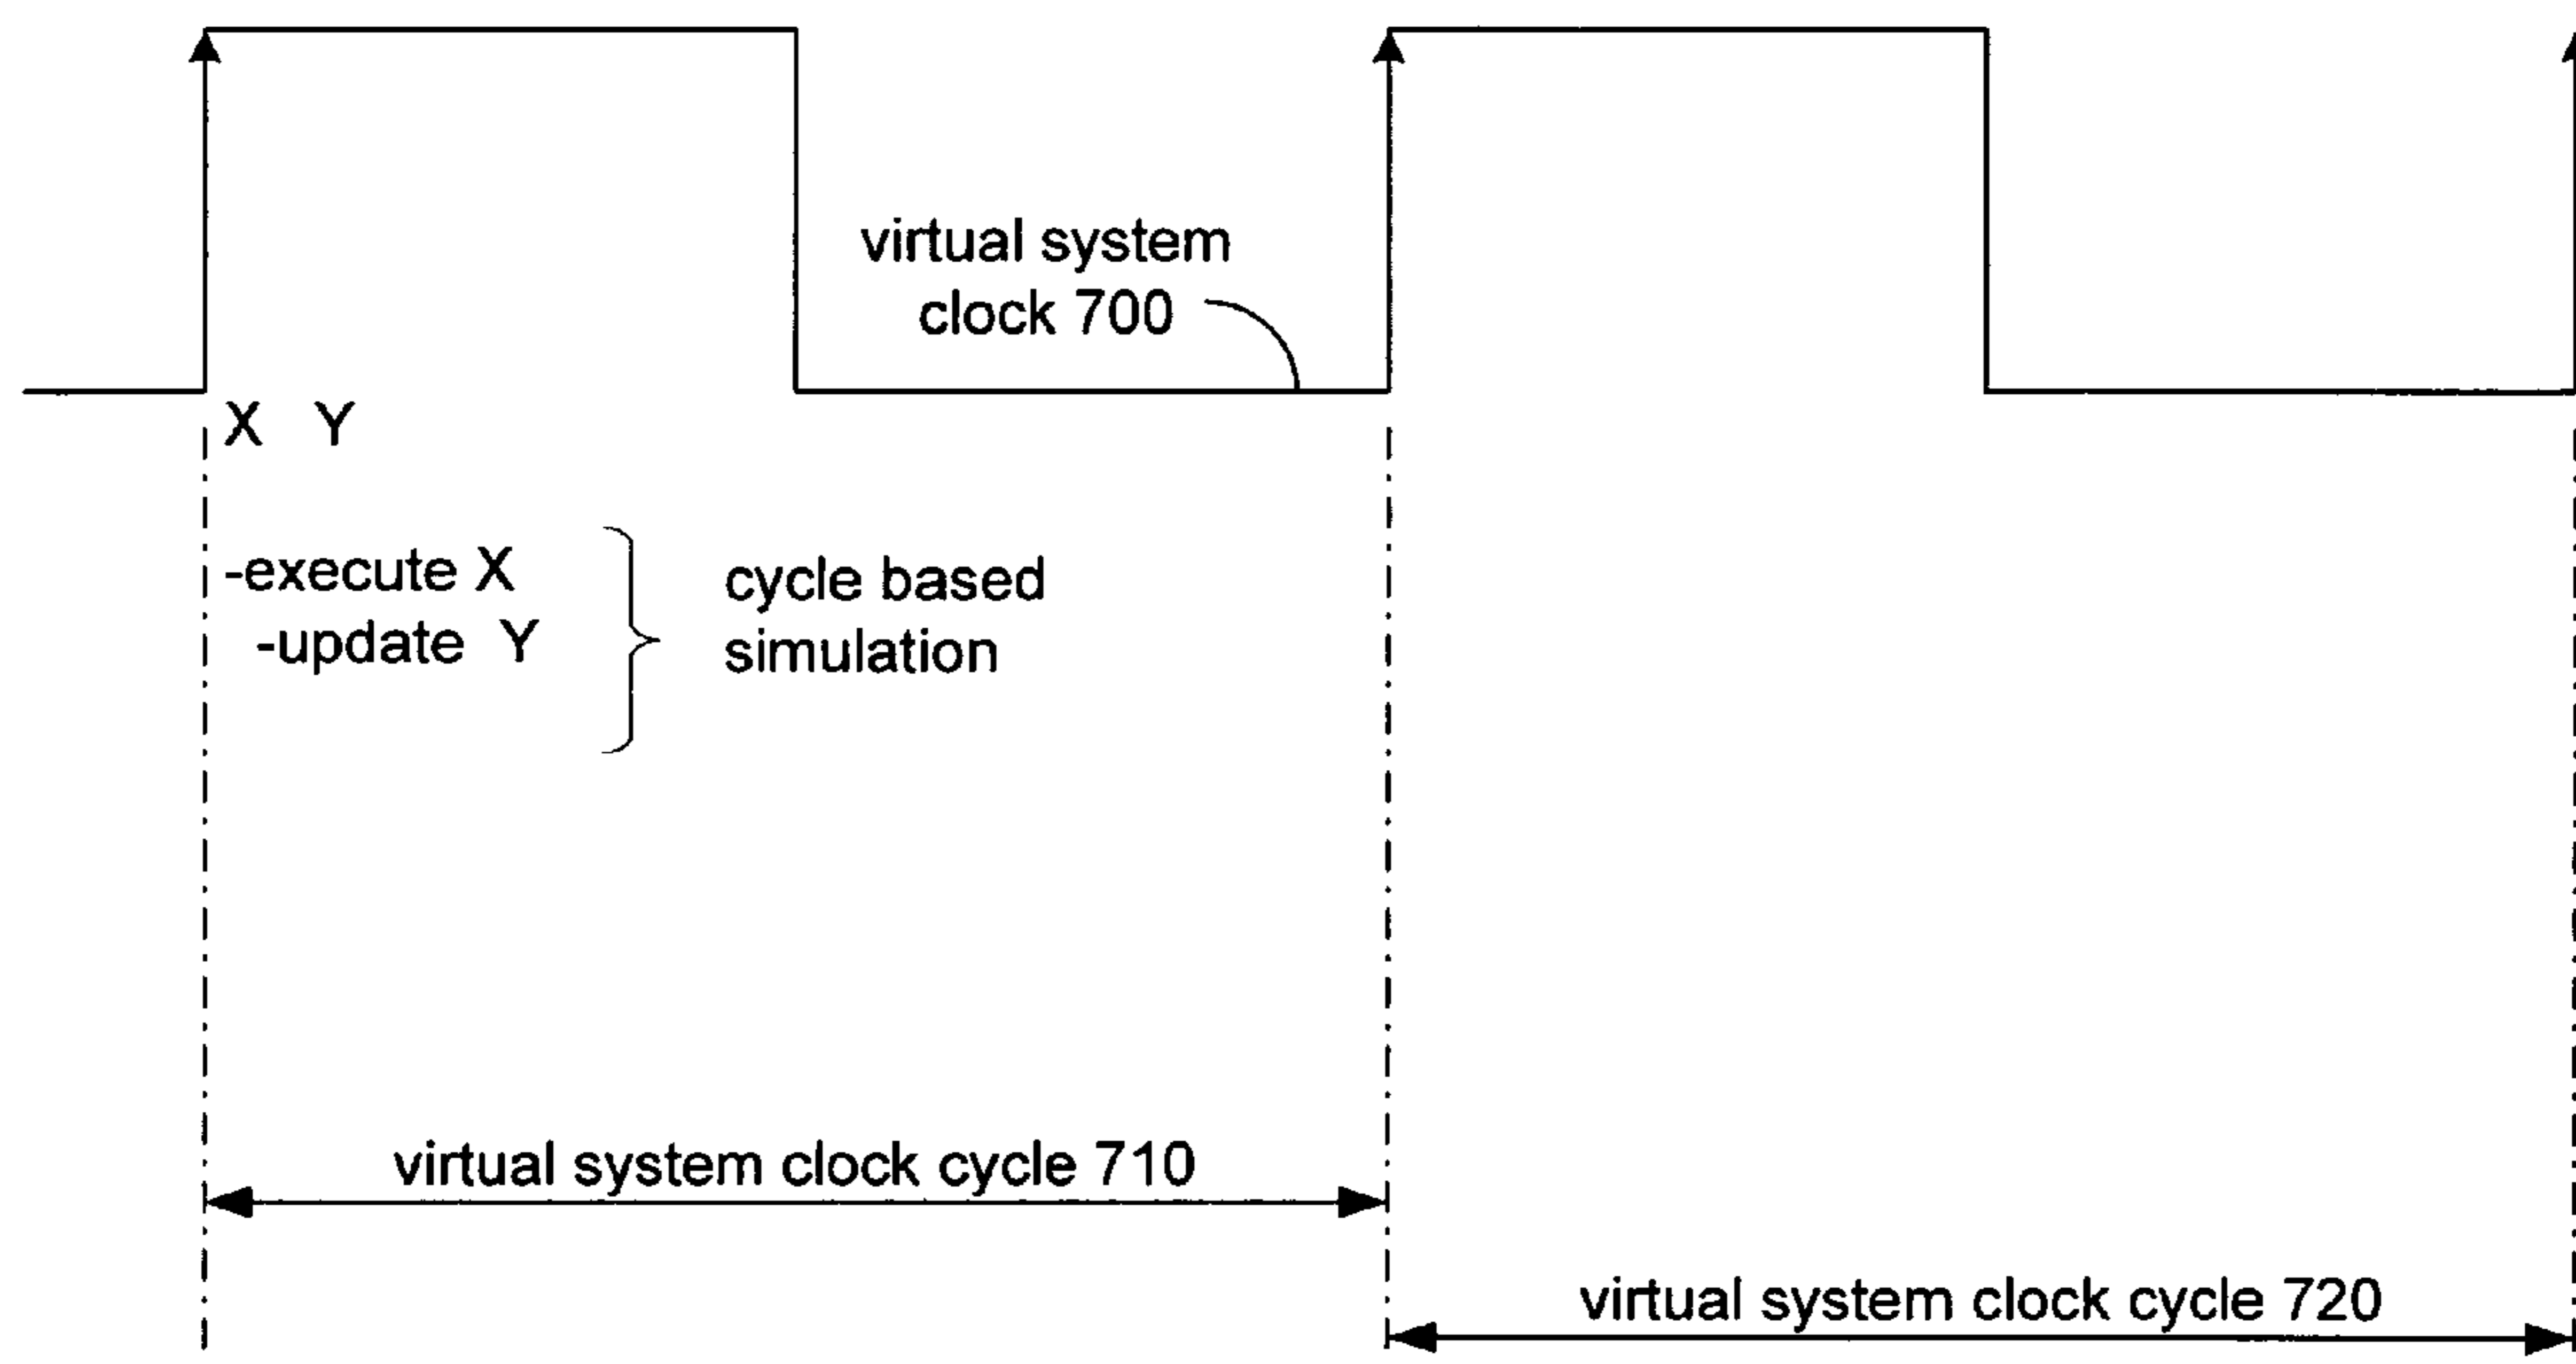 virtual system
clock 700
X Y
-execute X
-update Y
cycle based
simulation
virtual system clock cycle 710
virtual system clock cycle 720